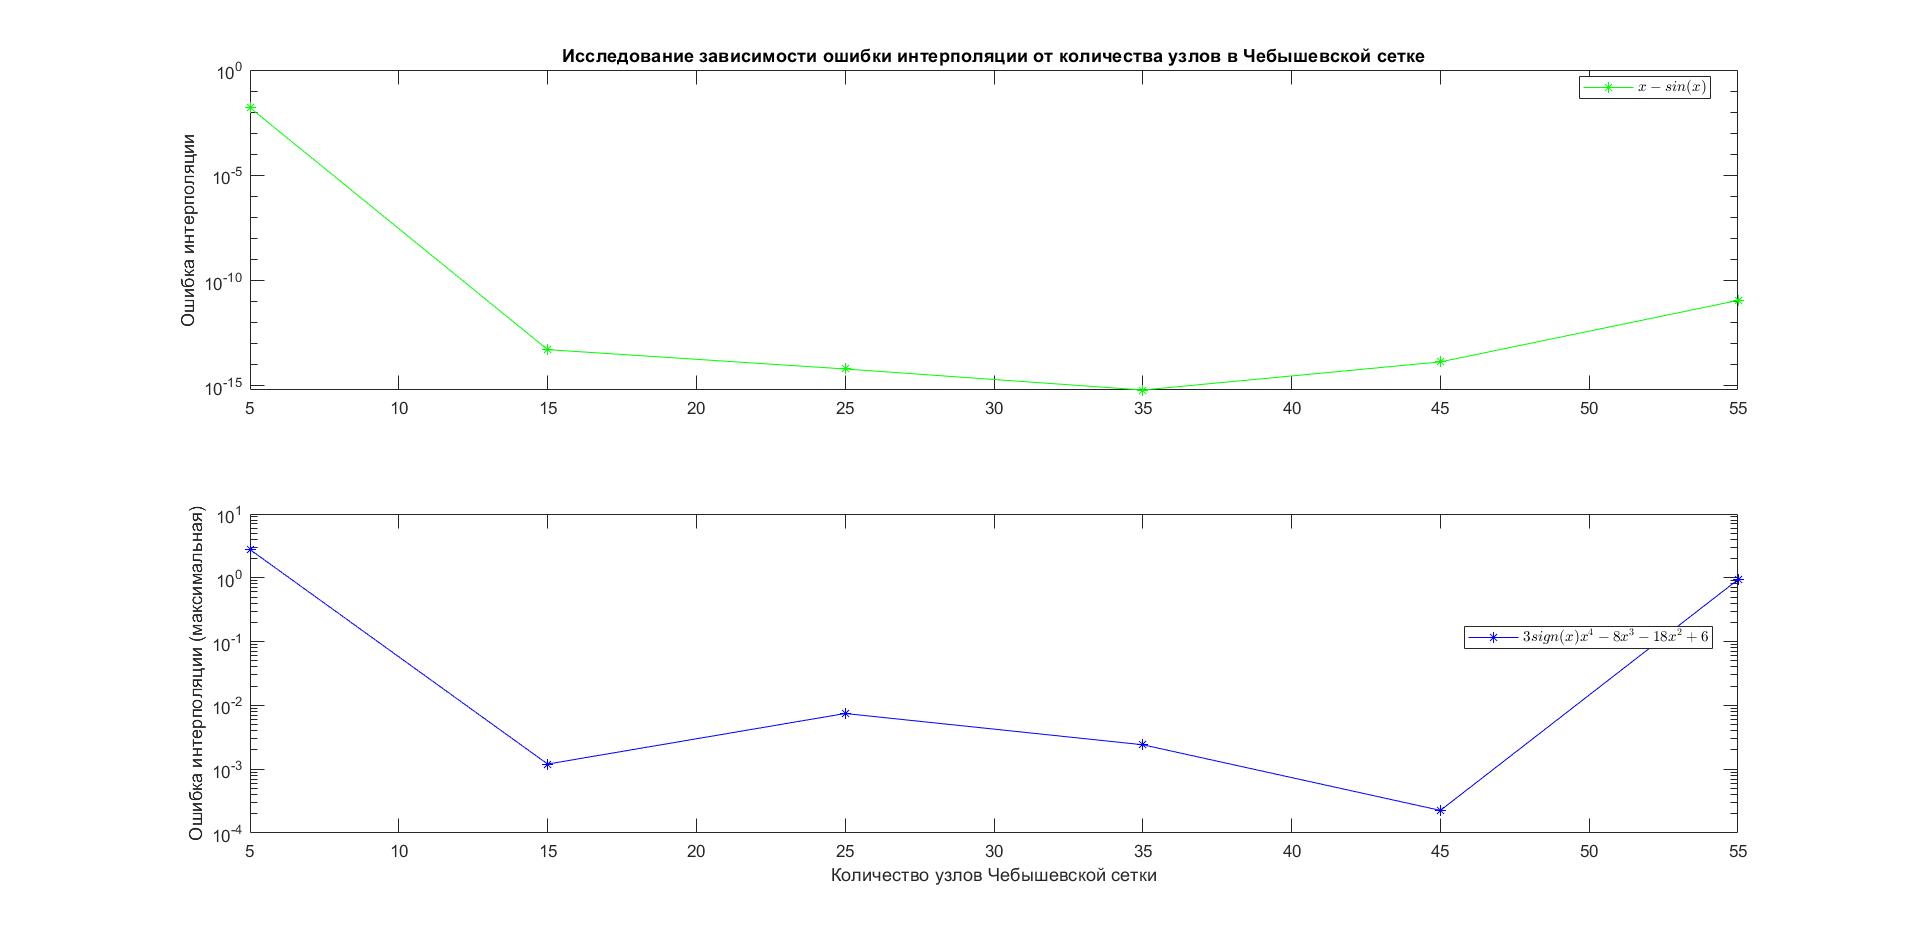 Исследование зависимости ошибки интерполяции от количества узлов в Чебышевской сетке
Ошибка интерполяции
10^0
10^-5
10^-10
10^-15
x − sin(x)
5 10 15 20 25 30 35 40 45 50 55
Ошибка интерполяции (максимальная)
10^1
10^0
10^-1
10^-2
10^-3
10^-4
3sign(x)x^4 − 8x^3 − 18x^2 + 6
5 10 15 20 25 30 35 40 45 50 55
Количество узлов Чебышевской сетки